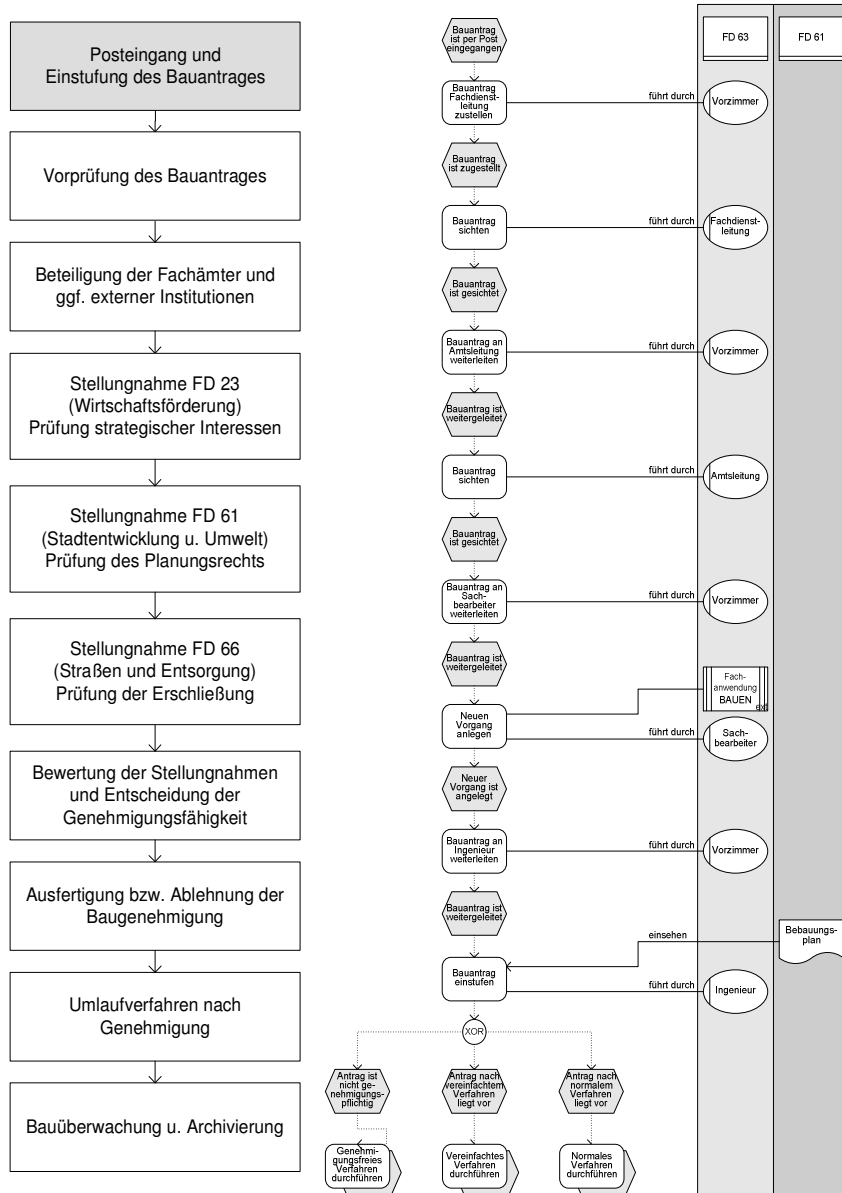 Posteingang und
Einstufung des Bauantrages
Vorprüfung des Bauantrages
Beteiligung der Fachämter und
ggf. externer Institutionen
Stellungnahme FD 23
(Wirtschaftsförderung)
Prüfung strategischer Interessen
Stellungnahme FD 61
(Stadtentwicklung u. Umwelt)
Prüfung des Planungsrechts
Stellungnahme FD 66
(Straßen und Entsorgung)
Prüfung der Erschließung
Bewertung der Stellungnahmen
und Entscheidung der
Genehmigungsfähigkeit
Ausfertigung bzw. Ablehnung der
Baugenehmigung
Umlaufverfahren nach
Genehmigung
Bauüberwachung u. Archivierung
FD 63
FD 61
Bauantrag
ist per Post
eingegangen
Bauantrag
Fachdienst-
leitung
zustellen
führt durch
Vorzimmer
Bauantrag
ist zugestellt
Bauantrag
sichten
führt durch
Fachdienst-
leitung
Bauantrag
ist gesichtet
Bauantrag an
Amtsleitung
weiterleiten
führt durch
Vorzimmer
Bauantrag ist
weitergeleitet
Bauantrag
sichten
führt durch
Amtsleitung
Bauantrag
ist gesichtet
Bauantrag an
Sach-
bearbeiter
weiterleiten
führt durch
Vorzimmer
Bauantrag ist
weitergeleitet
Fach-
anwendung
BAUEN
ext
Neuen
Vorgang
anlegen
führt durch
Sach-
bearbeiter
Neuer
Vorgang ist
angelegt
Bauantrag an
Ingenieur
weiterleiten
führt durch
Vorzimmer
Bauantrag ist
weitergeleitet
einsehen
Bebauungs-
plan
Bauantrag
einstufen
führt durch
Ingenieur
XOR
Antrag ist
nicht ge-
nehmigungs-
pflichtig
Antrag nach
vereinfachtem
Verfahren
liegt vor
Antrag nach
normalem
Verfahren
liegt vor
Genehmi-
gungsfreies
Verfahren
durchführen
Vereinfachtes
Verfahren
durchführen
Normales
Verfahren
durchführen